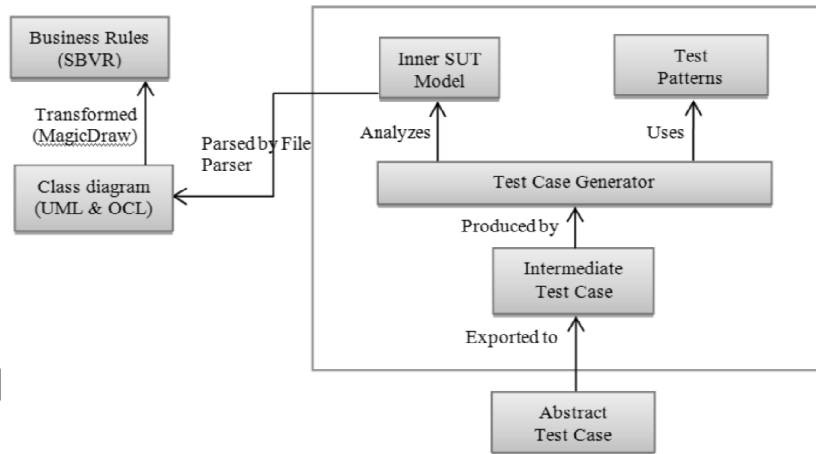 Business Rules
(SBVR)
Transformed
(MagicDraw)
Class diagram
(UML & OCL)
Parsed by File
Parser
Inner SUT
Model
Test
Patterns
Analyzes
Uses
Test Case Generator
Produced by
Intermediate
Test Case
Exported to
Abstract
Test Case